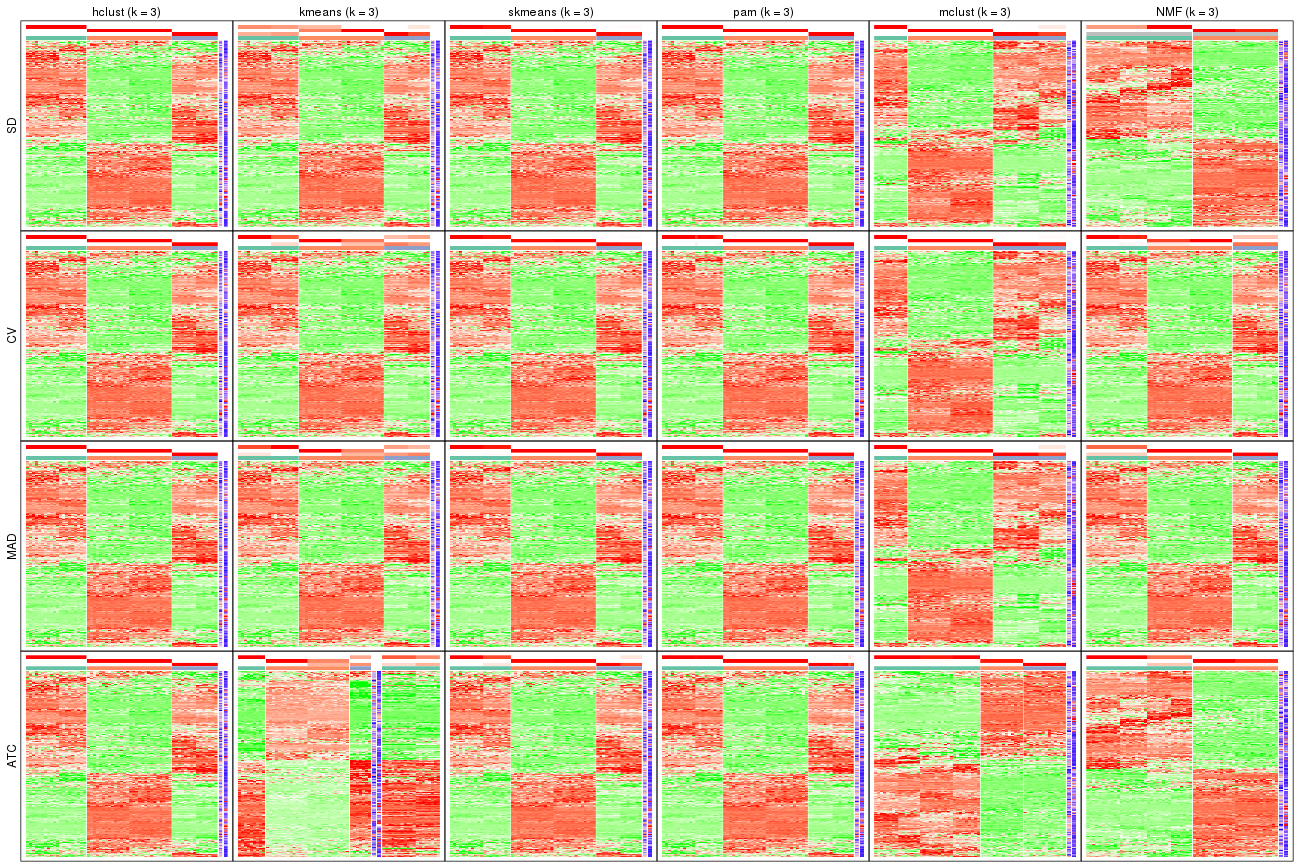 hclust (k = 3) kmeans (k = 3) skmeans (k = 3) pam (k = 3) mclust (k = 3) NMF (k = 3)
SD
CV
MAD
ATC